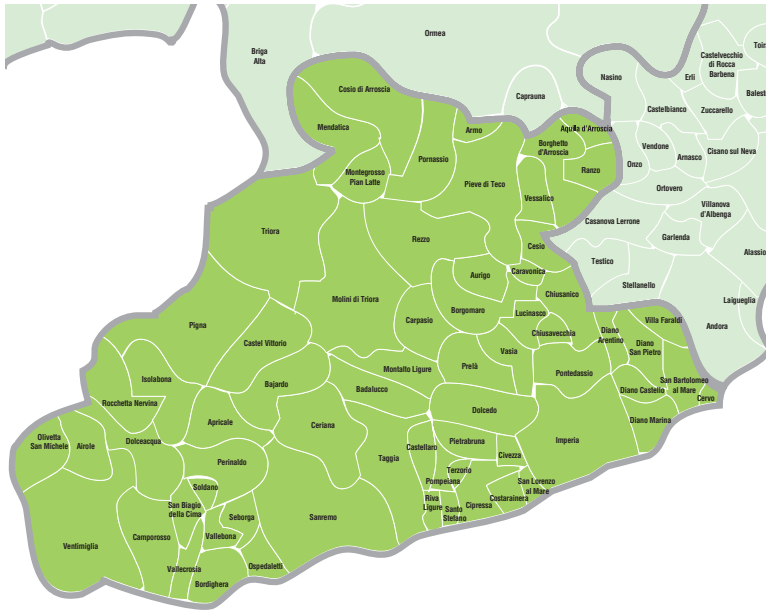 Ormea
Briga
Alta
Toir
Castelvecchio
di Rocca
Barbena
Nasino
Erli
Cosio di Arroscia
Caprauna
Balest
Castelbianco
Zuccarello
Mendatica
Armo
Aquila d'Arroscia
Borghetto
d'Arroscia
Vendone
Cisano sul Neva
Arnasco
Pornassio
Onzo
Montegrosso
Pian Latte
Ranzo
Pieve di Teco
Ortovero
Vessalico
Villanova
d'Albenga
Casanova Lerrone
Triora
Rezzo
Garlenda
Cesio
Alassio
Testico
Caravonica
Aurigo
Stellanello
Chiusanico
Molini di Triora
Laigueglia
Borgomaro
Lucinasco
Carpasio
Villa Faraldi
Pigna
Andora
Chiusavecchia
Diano
Arentino
Castel Vittorio
Diano
San Pietro
Vasia
Montalto Ligure
Prelà
Pontedassio
Isolabona
Bajardo
San Bartolomeo
al Mare
Badalucco
Diano Castello
Cervo
Rocchetta Nervina
Dolcedo
Apricale
Ceriana
Diano Marina
Olivetta
San Michele
Airole
Dolceacqua
Pietrabruna
Imperia
Castellaro
Civezza
Taggia
Perinaldo
Terzorio
Pompeiana
San Lorenzo
al Mare
Soldano
Riva
Ligure
Costarainera
San Biagio
della Cima
Santo
Stefano
Cipressa
Seborga
Sanremo
Camporosso
Vallebona
Ventimiglia
Ospedaletti
Vallecrosia
Bordighera